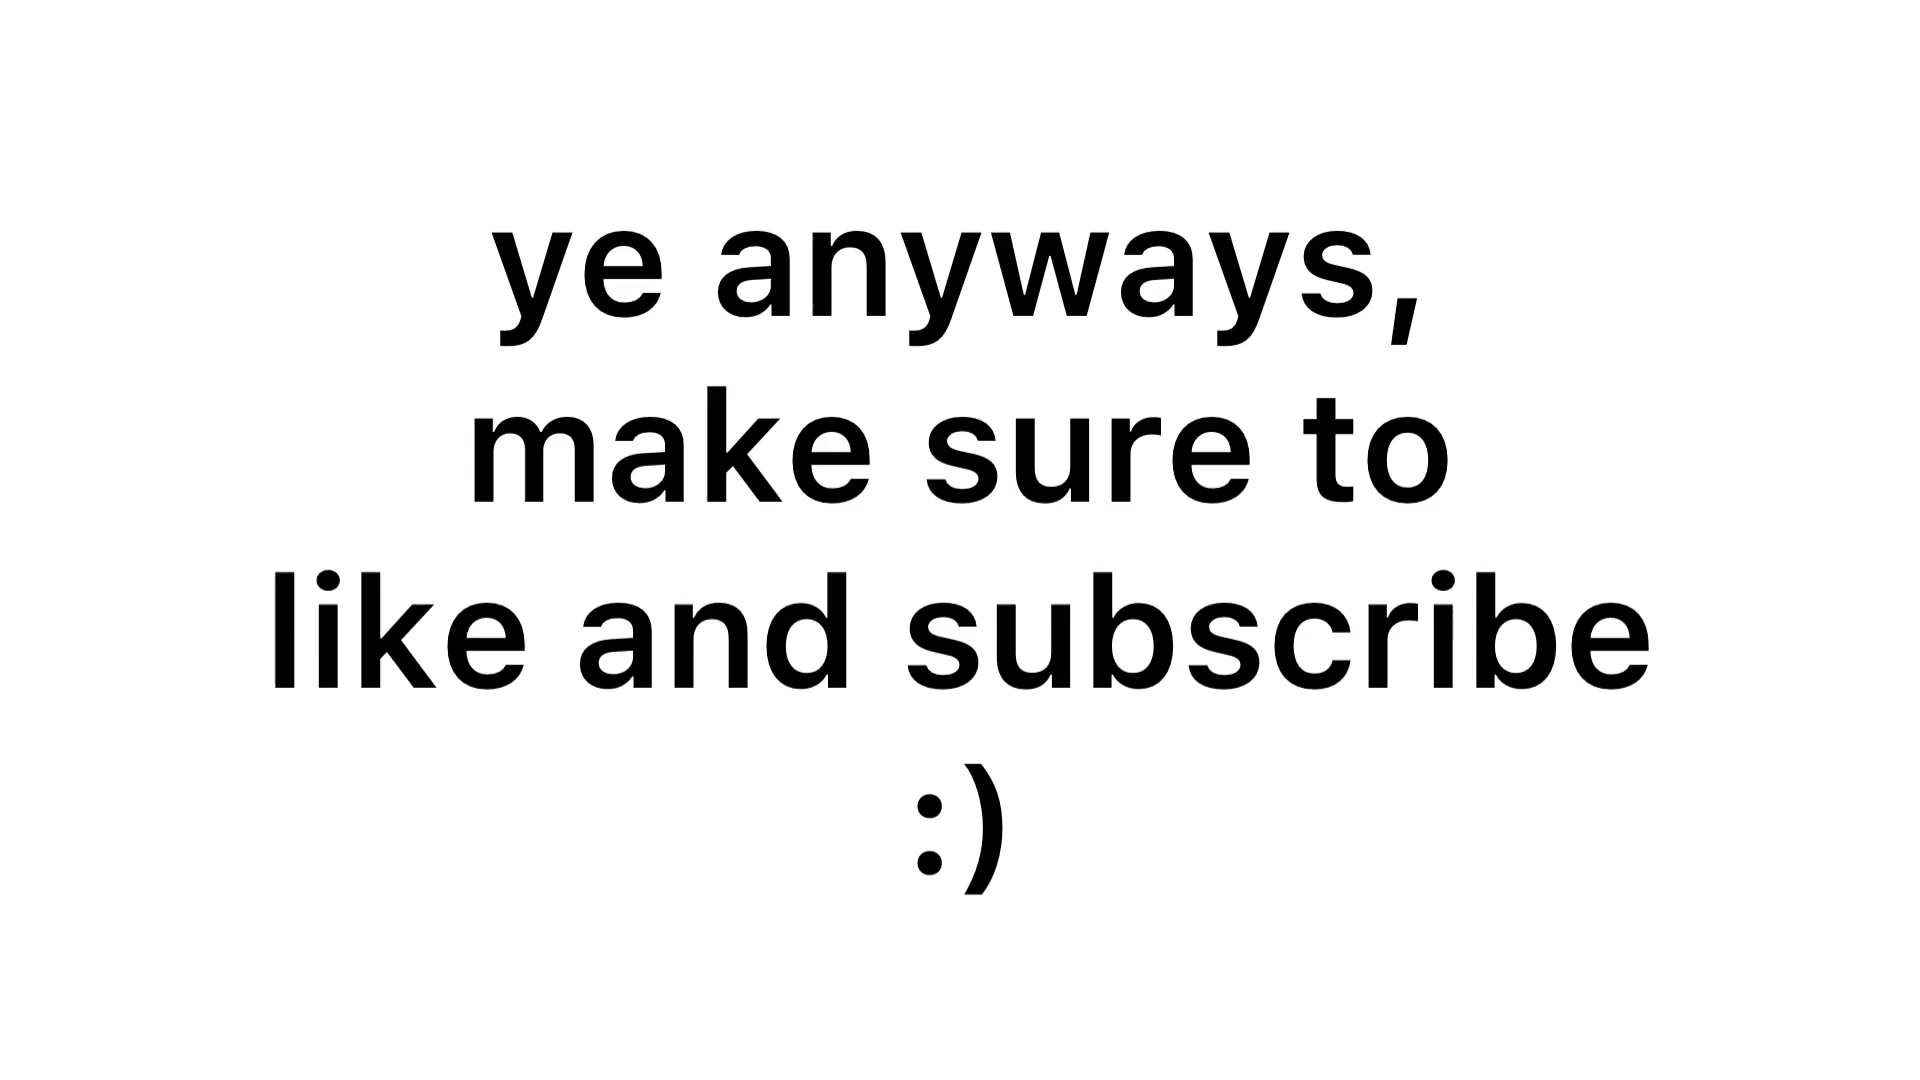 ye anyways,
make sure to
like and subscribe
:)